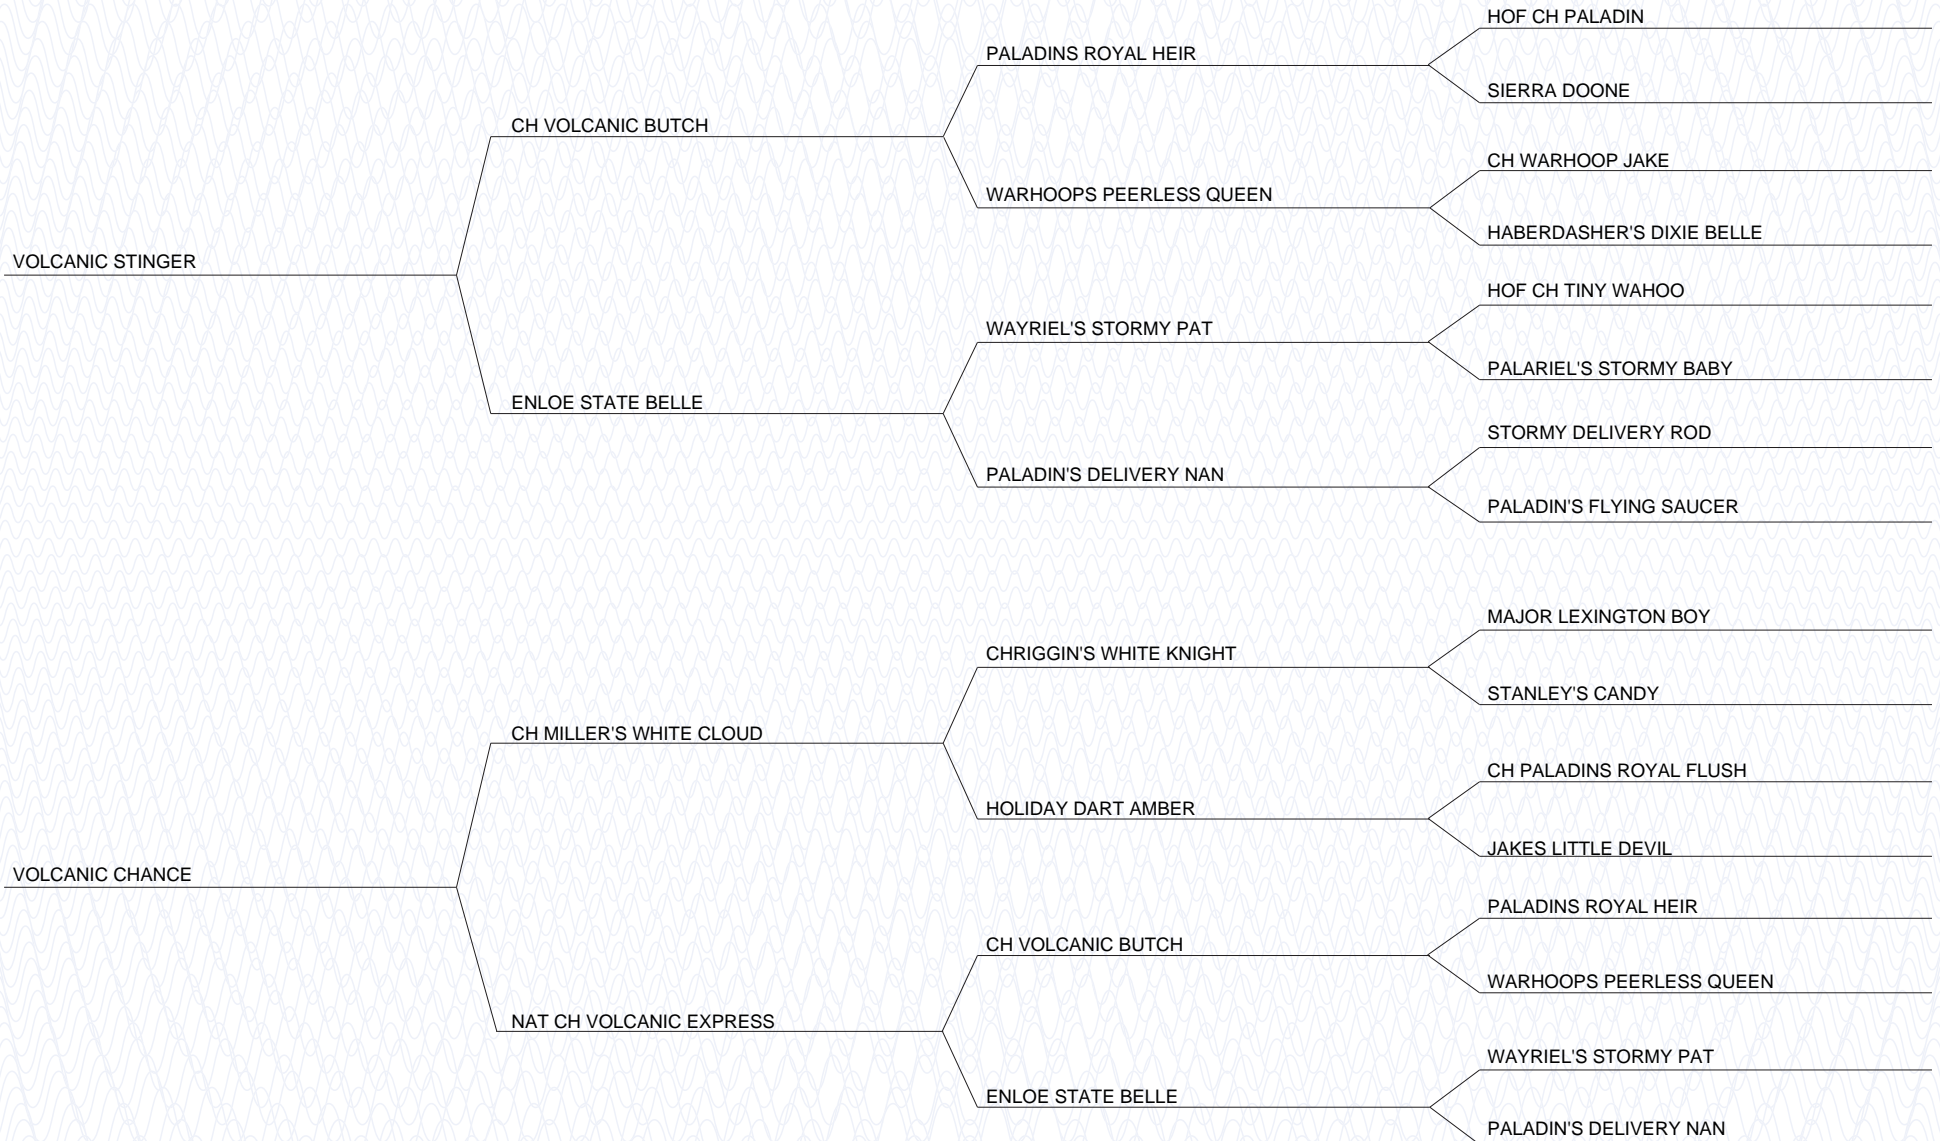 HOF CH PALADIN
PALADINS ROYAL HEIR
SIERRA DOONE
CH VOLCANIC BUTCH
CH WARHOOP JAKE
WARHOOPS PEERLESS QUEEN
HABERDASHER'S DIXIE BELLE
VOLCANIC STINGER
HOF CH TINY WAHOO
WAYRIEL'S STORMY PAT
PALARIEL'S STORMY BABY
ENLOE STATE BELLE
STORMY DELIVERY ROD
PALADIN'S DELIVERY NAN
PALADIN'S FLYING SAUCER
MAJOR LEXINGTON BOY
CHRIGGIN'S WHITE KNIGHT
STANLEY'S CANDY
CH MILLER'S WHITE CLOUD
CH PALADINS ROYAL FLUSH
HOLIDAY DART AMBER
JAKES LITTLE DEVIL
VOLCANIC CHANCE
PALADINS ROYAL HEIR
CH VOLCANIC BUTCH
WARHOOPS PEERLESS QUEEN
NAT CH VOLCANIC EXPRESS
WAYRIEL'S STORMY PAT
ENLOE STATE BELLE
PALADIN'S DELIVERY NAN